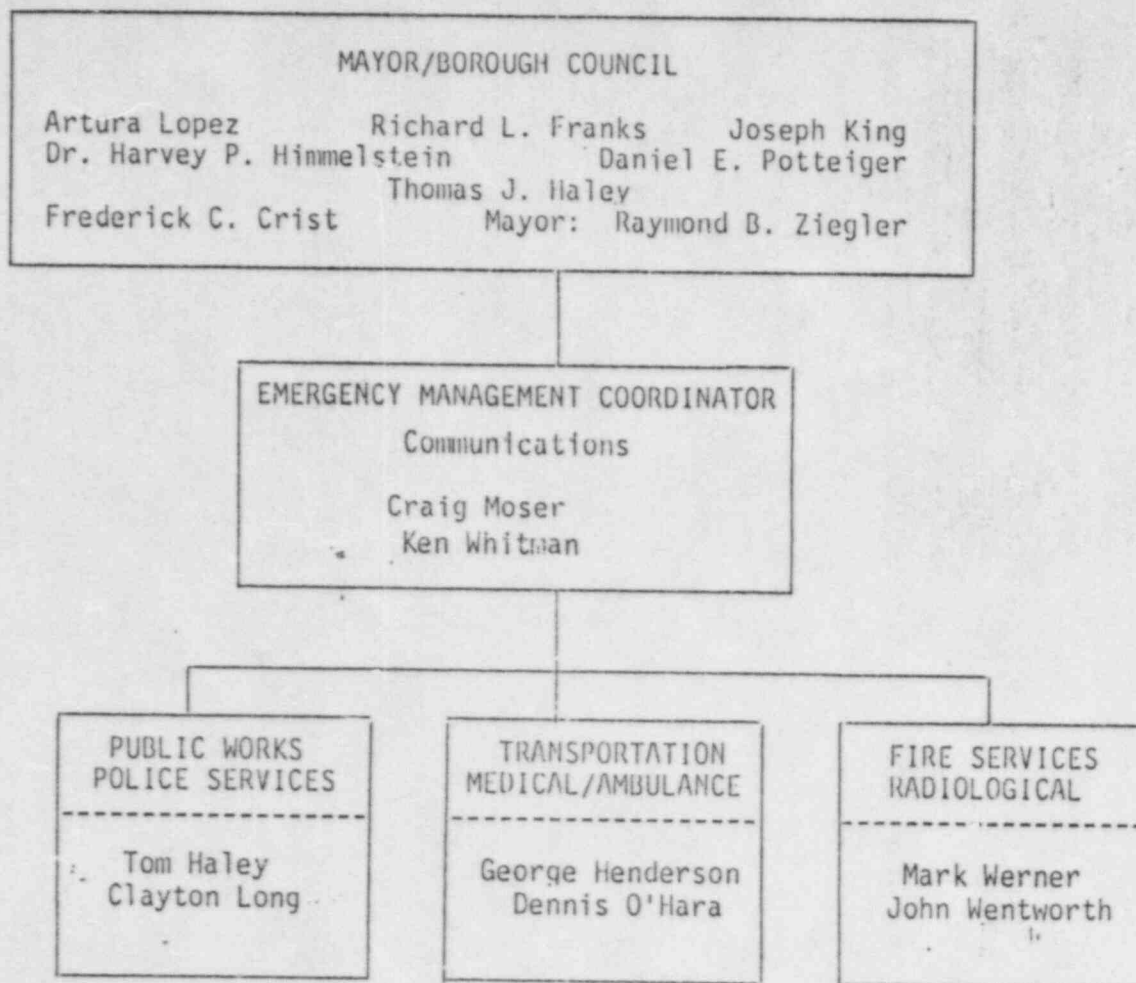 MAYOR/BOROUGH COUNCIL
Artura Lopez Richard L. Franks Joseph King
Dr. Harvey P. Himmelstein Daniel E. Potteiger
Thomas J. Haley
Frederick C. Crist Mayor: Raymond B. Ziegler
EMERGENCY MANAGEMENT COORDINATOR
Communications
Craig Moser
Ken Whitman
PUBLIC WORKS
POLICE SERVICES
Tom Haley
Clayton Long
TRANSPORTATION
MEDICAL/AMBULANCE
George Henderson
Dennis O'Hara
FIRE SERVICES
RADIOLOGICAL
Mark Werner
John Wentworth